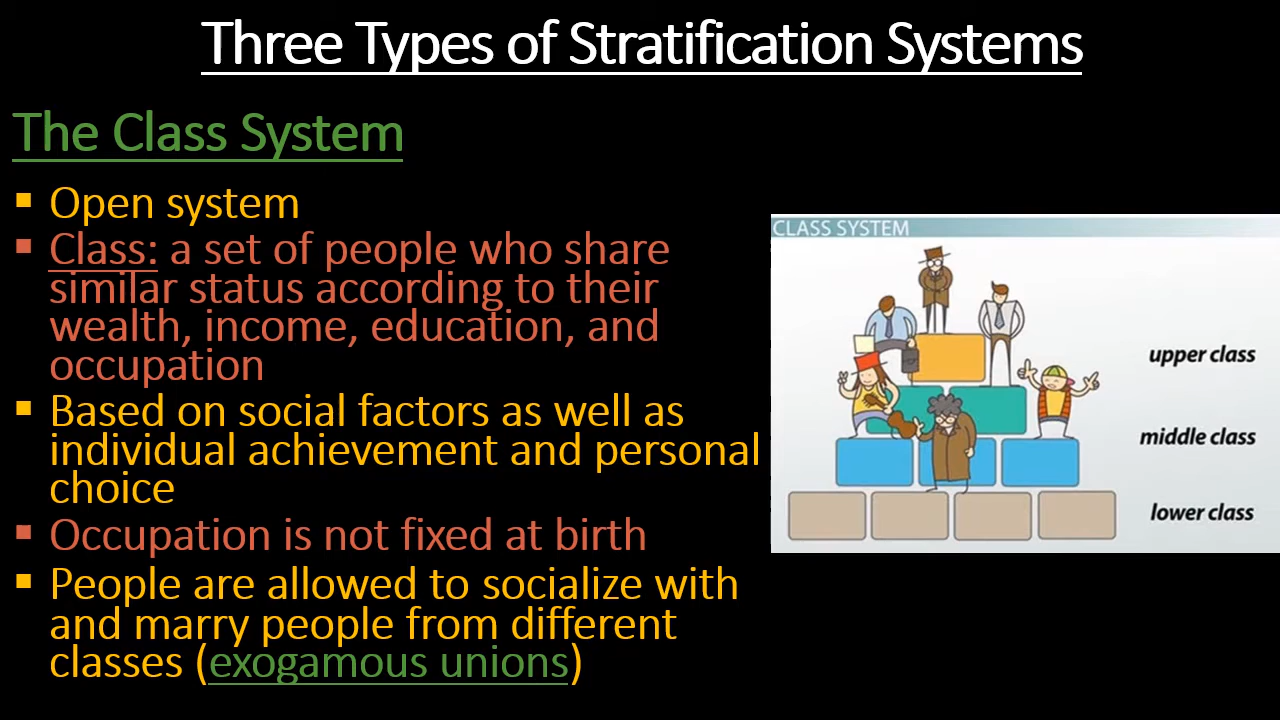 Three Types of Stratification Systems
The Class System
▪ Open system
▪ Class: a set of people who share
similar status according to their
wealth, income, education, and
occupation
▪ Based on social factors as well as
individual achievement and personal
choice
▪ Occupation is not fixed at birth
▪ People are allowed to socialize with
and marry people from different
classes (exogamous unions)
CLASS SYSTEM
upper class
middle class
lower class